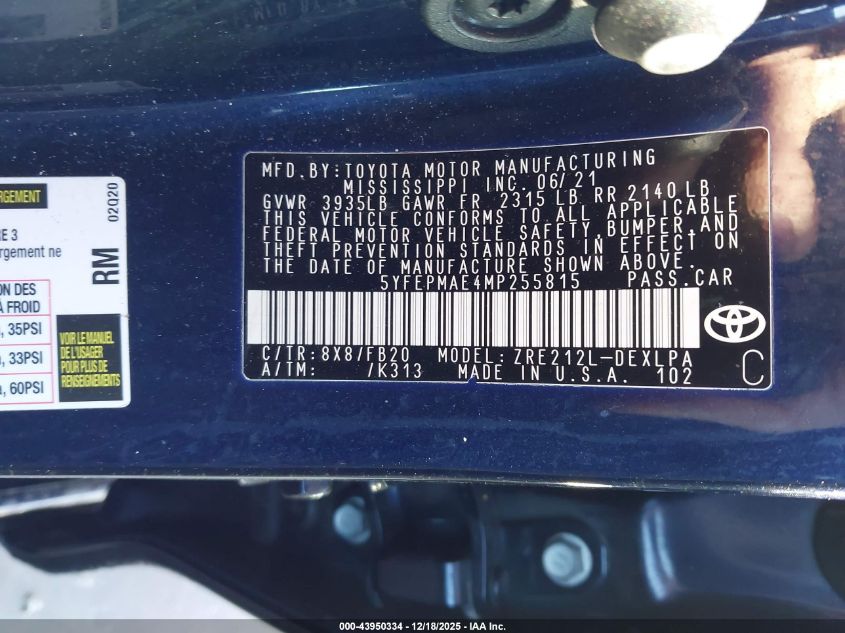 RGEMENT
RE 3
rgement ne
ON DES
À FROID
, 35PSI
, 33PSI
a, 60PSI
VOIR LE MANUEL
DE L'USAGER
POUR PLUS DE
RENSEIGNEMENTS
RM
02Q20
MFD.BY:TOYOTA MOTOR MANUFACTURING
MISSISSIPPI INC. 06/21
GVWR 3935LB GAWR FR 2315 LB RR 2140 LB
THIS VEHICLE CONFORMS TO ALL APPLICABLE
FEDERAL MOTOR VEHICLE SAFETY,BUMPER,AND
THEFT PREVENTION STANDARDS IN EFFECT ON
THE DATE OF MANUFACTURE SHOWN ABOVE.
5YFEPMAE4MP255815 PASS.CAR
C/TR:8X8/FB20 MODEL:ZRE212L-DEXLPA
A/TM: /K313 MADE IN U.S.A. 102
C
000-43950334 - 12/18/2025 - IAA Inc.